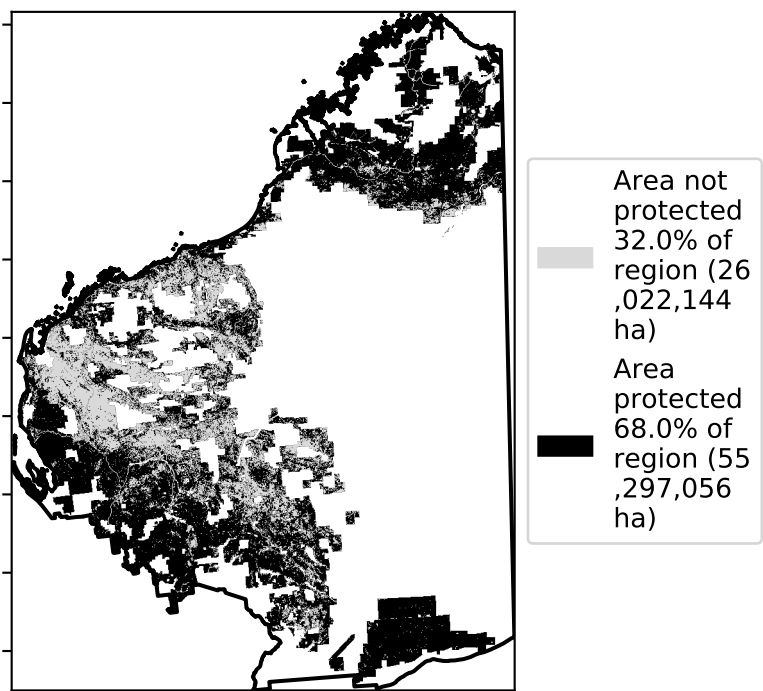 Area not
protected
32.0% of
region (26
,022,144
ha)
Area
protected
68.0% of
region (55
,297,056
ha)